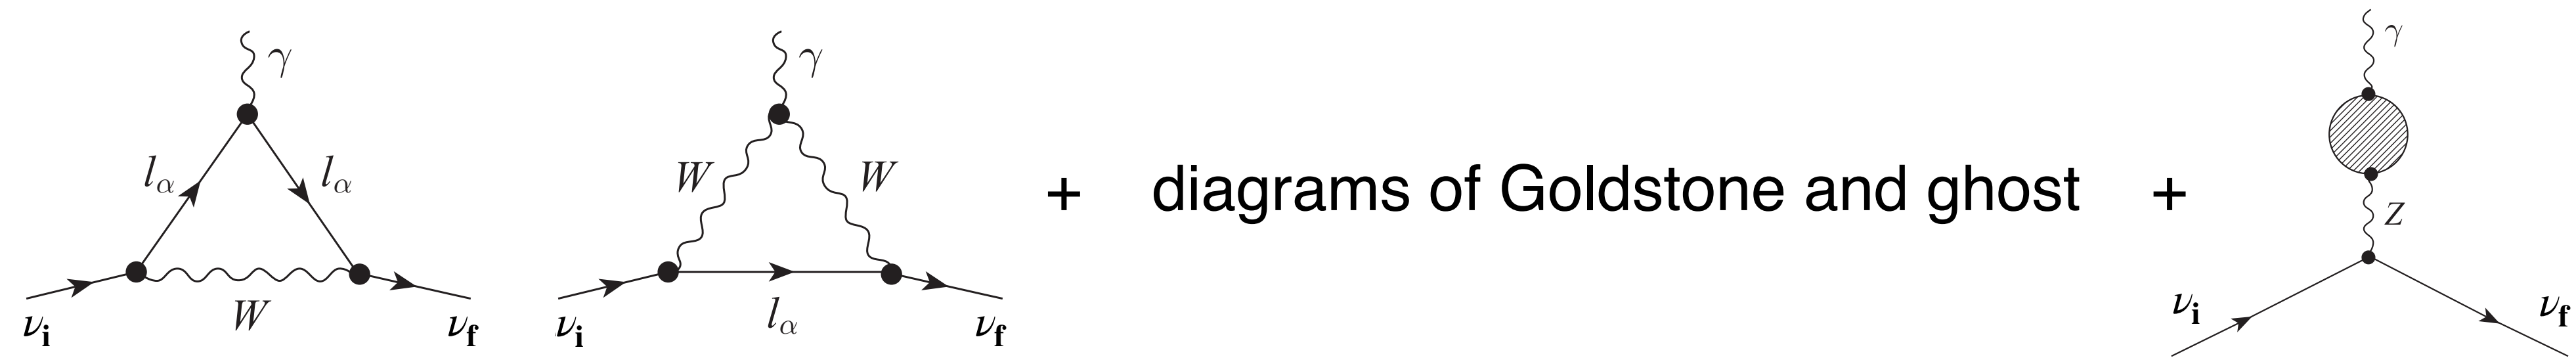 γ
l_α l_α
W
ν_i ν_f
γ
W W
l_α
ν_i ν_f
+ diagrams of Goldstone and ghost +
γ
Z
ν_i ν_f